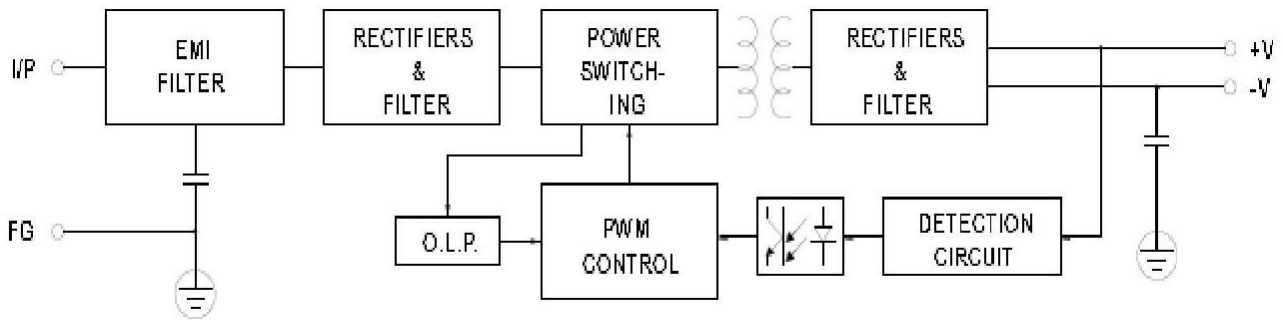 I/P
EMI
FILTER
RECTIFIERS
&
FILTER
POWER
SWITCH-
ING
RECTIFIERS
&
FILTER
+V
-V
FG
O.L.P.
PWM
CONTROL
DETECTION
CIRCUIT